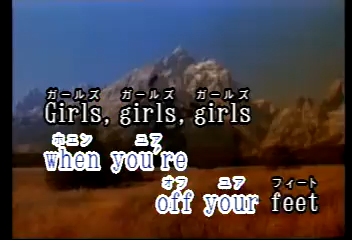 ガールズ ガールズ ガールズ
Girls, girls, girls
ホエン ユア
when you're
オフ ユア フィート
off your feet